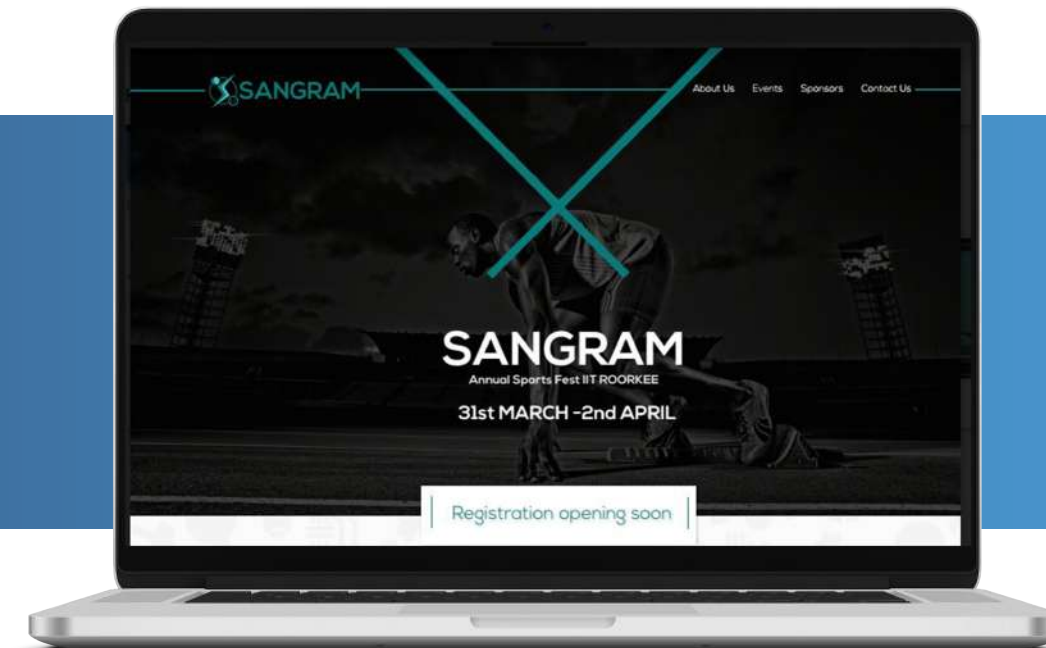 SANGRAM
About Us Events Sponsors Contact Us
SANGRAM
Annual Sports Fest IIT ROORKEE
31st MARCH -2nd APRIL
Registration opening soon